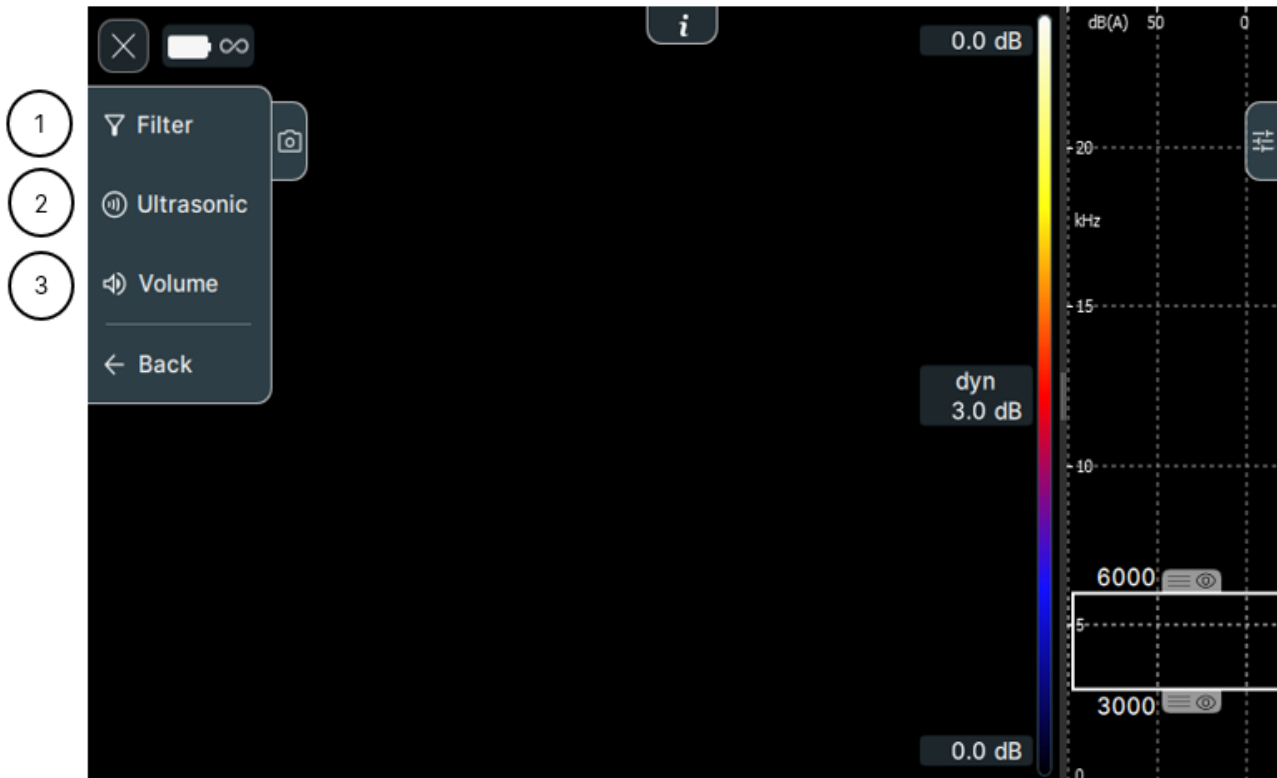 i
0.0 dB
dB(A) 50 0
1 Filter
20
2 Ultrasonic
kHz
3 Volume
15
Back
dyn
3.0 dB
10
6000
5
3000
0.0 dB
0